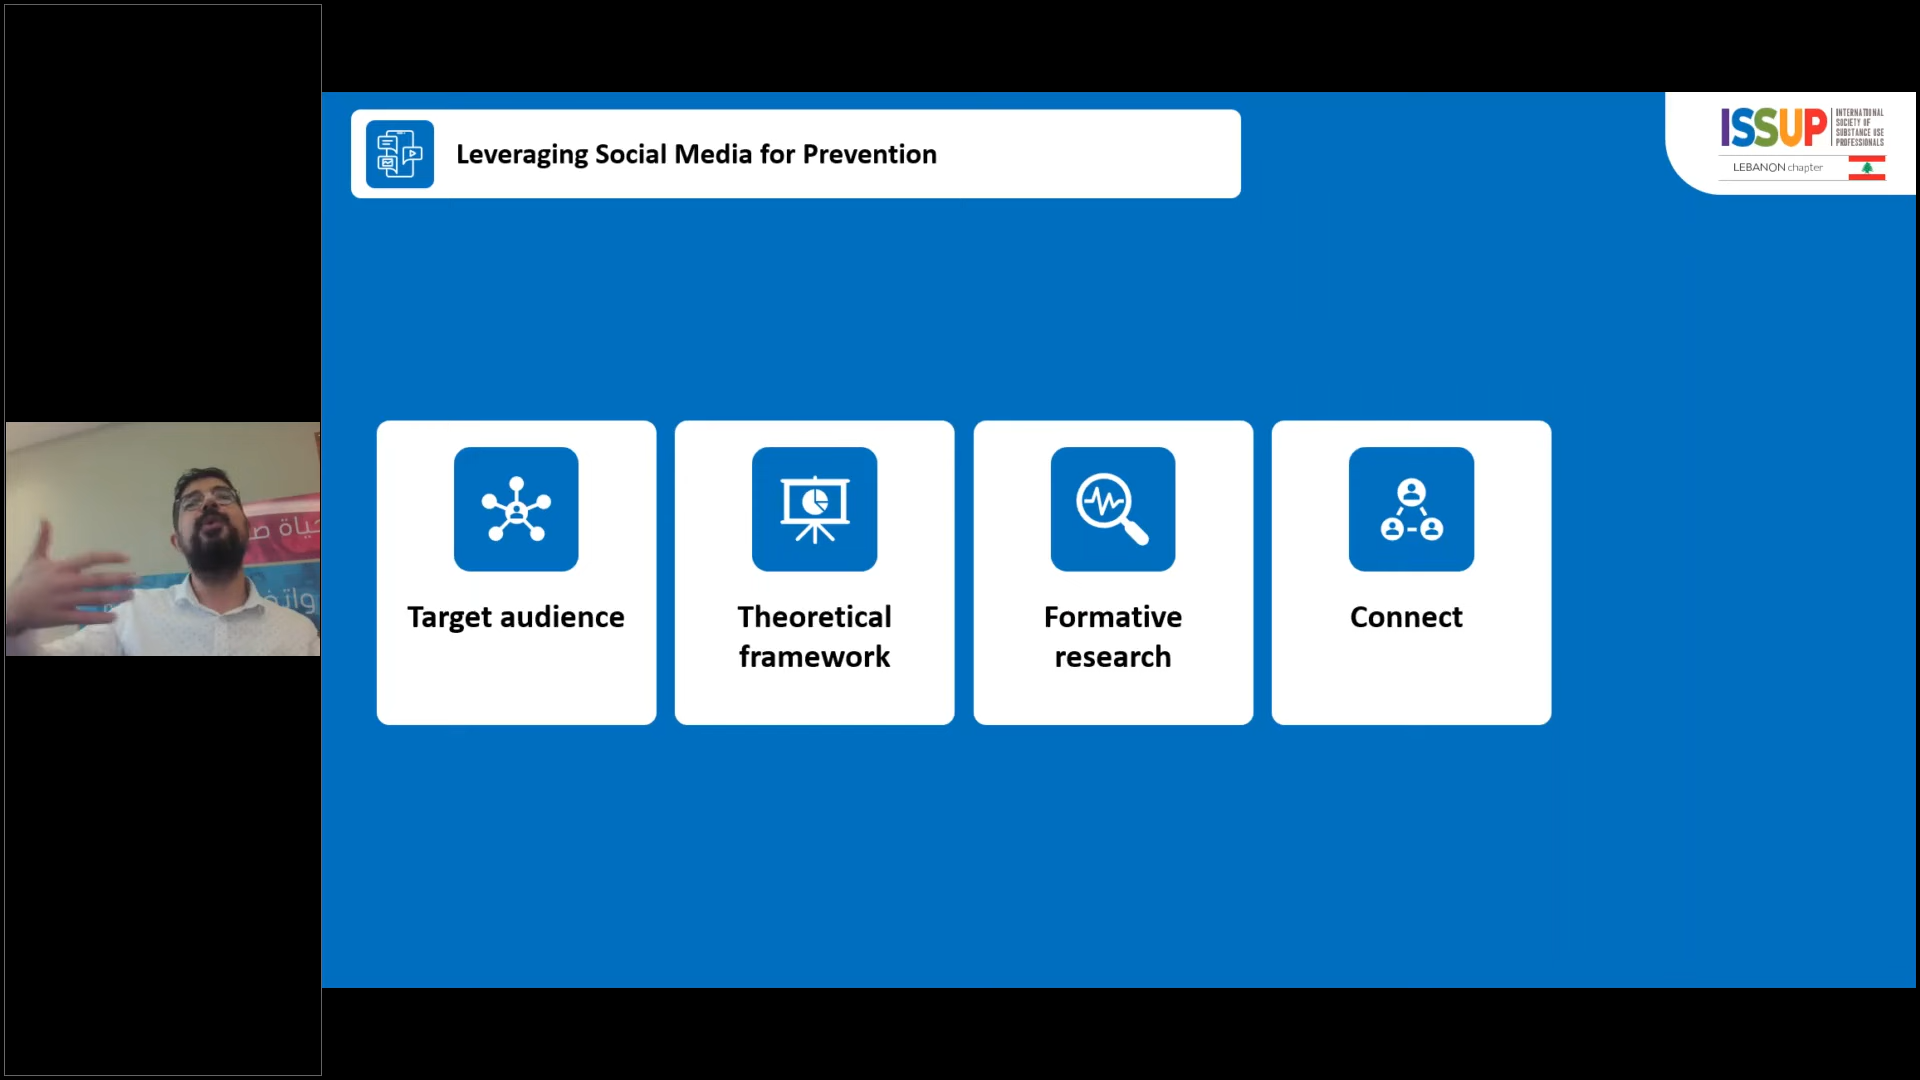 Leveraging Social Media for Prevention
ISSUP
INTERNATIONAL
SOCIETY OF
SUBSTANCE USE
PROFESSIONALS
LEBANON chapter
Target audience
Theoretical
framework
Formative
research
Connect